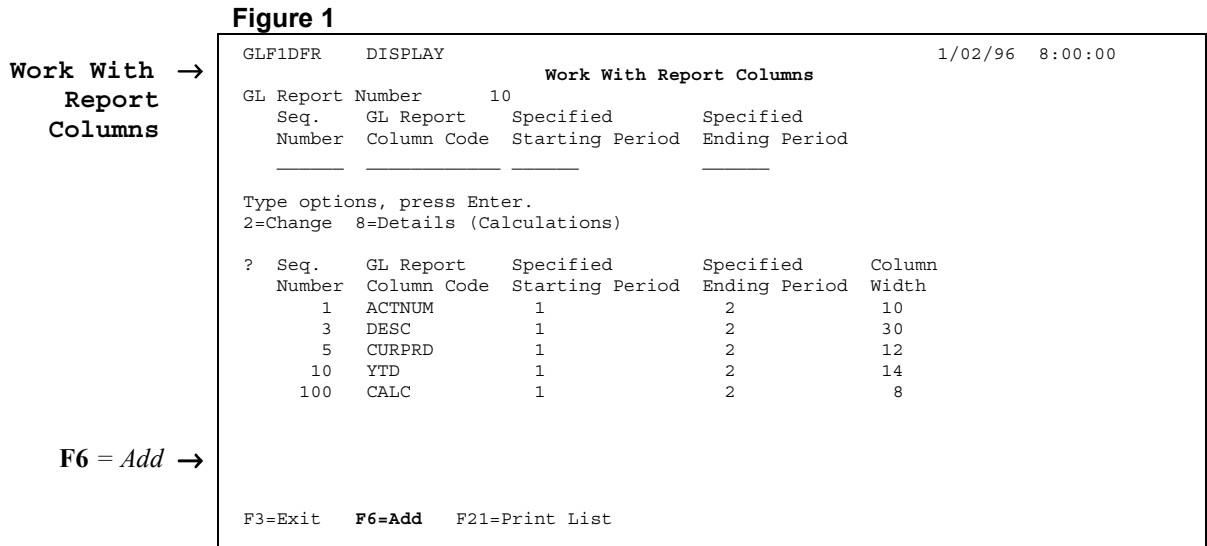 Figure 1
Work With →
Report
Columns
GLF1DFR DISPLAY 1/02/96 8:00:00
Work With Report Columns
GL Report Number 10
Seq. GL Report Specified Specified
Number Column Code Starting Period Ending Period
______ ____________ ______ ______
Type options, press Enter.
2=Change 8=Details (Calculations)
? Seq. GL Report Specified Specified Column
Number Column Code Starting Period Ending Period Width
1 ACTNUM 1 2 10
3 DESC 1 2 30
5 CURPRD 1 2 12
10 YTD 1 2 14
100 CALC 1 2 8
F6 = Add →
F3=Exit F6=Add F21=Print List